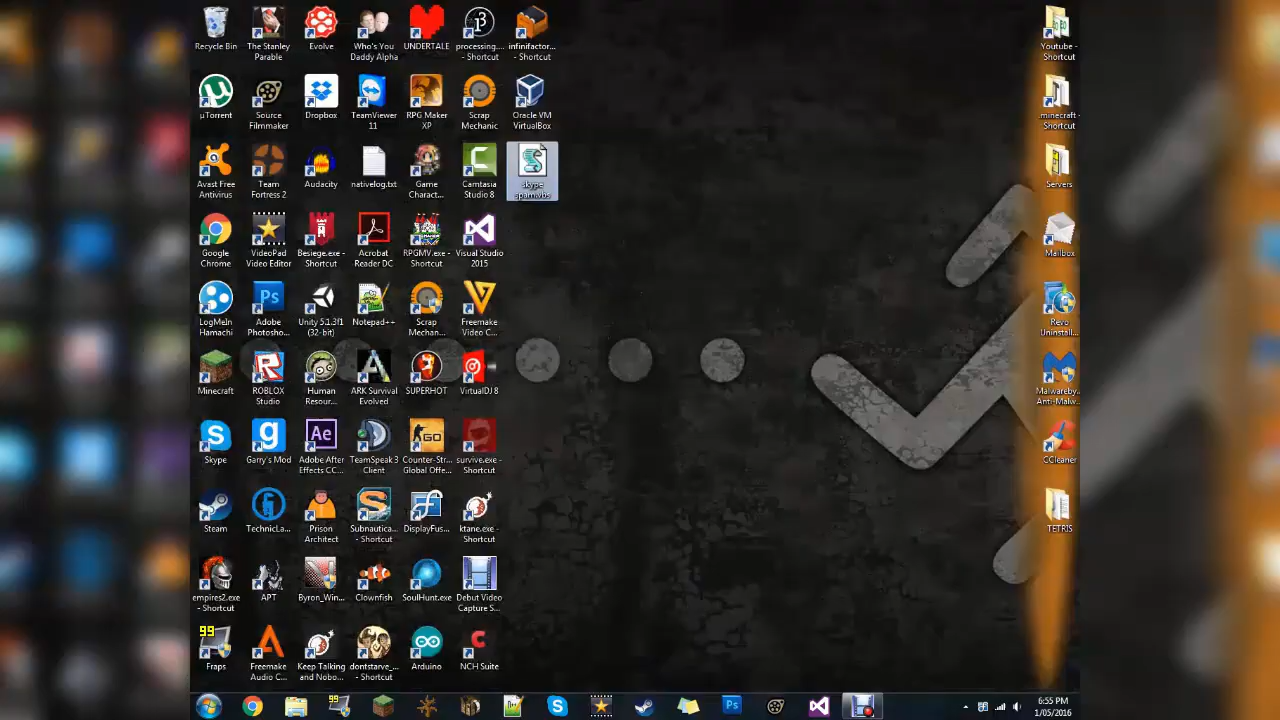 Recycle Bin
The Stanley
Parable
Evolve
Who's You
Daddy Alpha
UNDERTALE
processing....
- Shortcut
infinifactor...
- Shortcut
Youtube -
Shortcut
µTorrent
Source
Filmmaker
Dropbox
TeamViewer
11
RPG Maker
XP
Scrap
Mechanic
Oracle VM
VirtualBox
.minecraft -
Shortcut
Avast Free
Antivirus
Team
Fortress 2
Audacity
nativelog.txt
Game
Charact...
Camtasia
Studio 8
skype
spam.vbs
Servers
Google
Chrome
VideoPad
Video Editor
Besiege.exe -
Shortcut
Acrobat
Reader DC
RPGMV.exe -
Shortcut
Visual Studio
2015
Mailbox
LogMeIn
Hamachi
Adobe
Photosho...
Unity 5.1.3f1
(32-bit)
Notepad++
Scrap
Mechan...
Freemake
Video C...
Revo
Uninstall...
Minecraft
ROBLOX
Studio
Human
Resour...
ARK Survival
Evolved
SUPERHOT
VirtualDJ 8
Malwareby...
Anti-Malw...
Skype
Garry's Mod
Adobe After
Effects CC...
TeamSpeak 3
Client
Counter-Str...
Global Offe...
survive.exe -
Shortcut
CCleaner
Steam
TechnicLa...
Prison
Architect
Subnautica...
- Shortcut
DisplayFus...
ktane.exe -
Shortcut
TETRIS
empires2.exe
- Shortcut
APT
Byron_Win...
Clownfish
SoulHunt.exe
Debut Video
Capture S...
99
Fraps
Freemake
Audio C...
Keep Talking
and Nobo...
dontstarve_...
- Shortcut
Arduino
NCH Suite
99
6:55 PM
1/05/2016